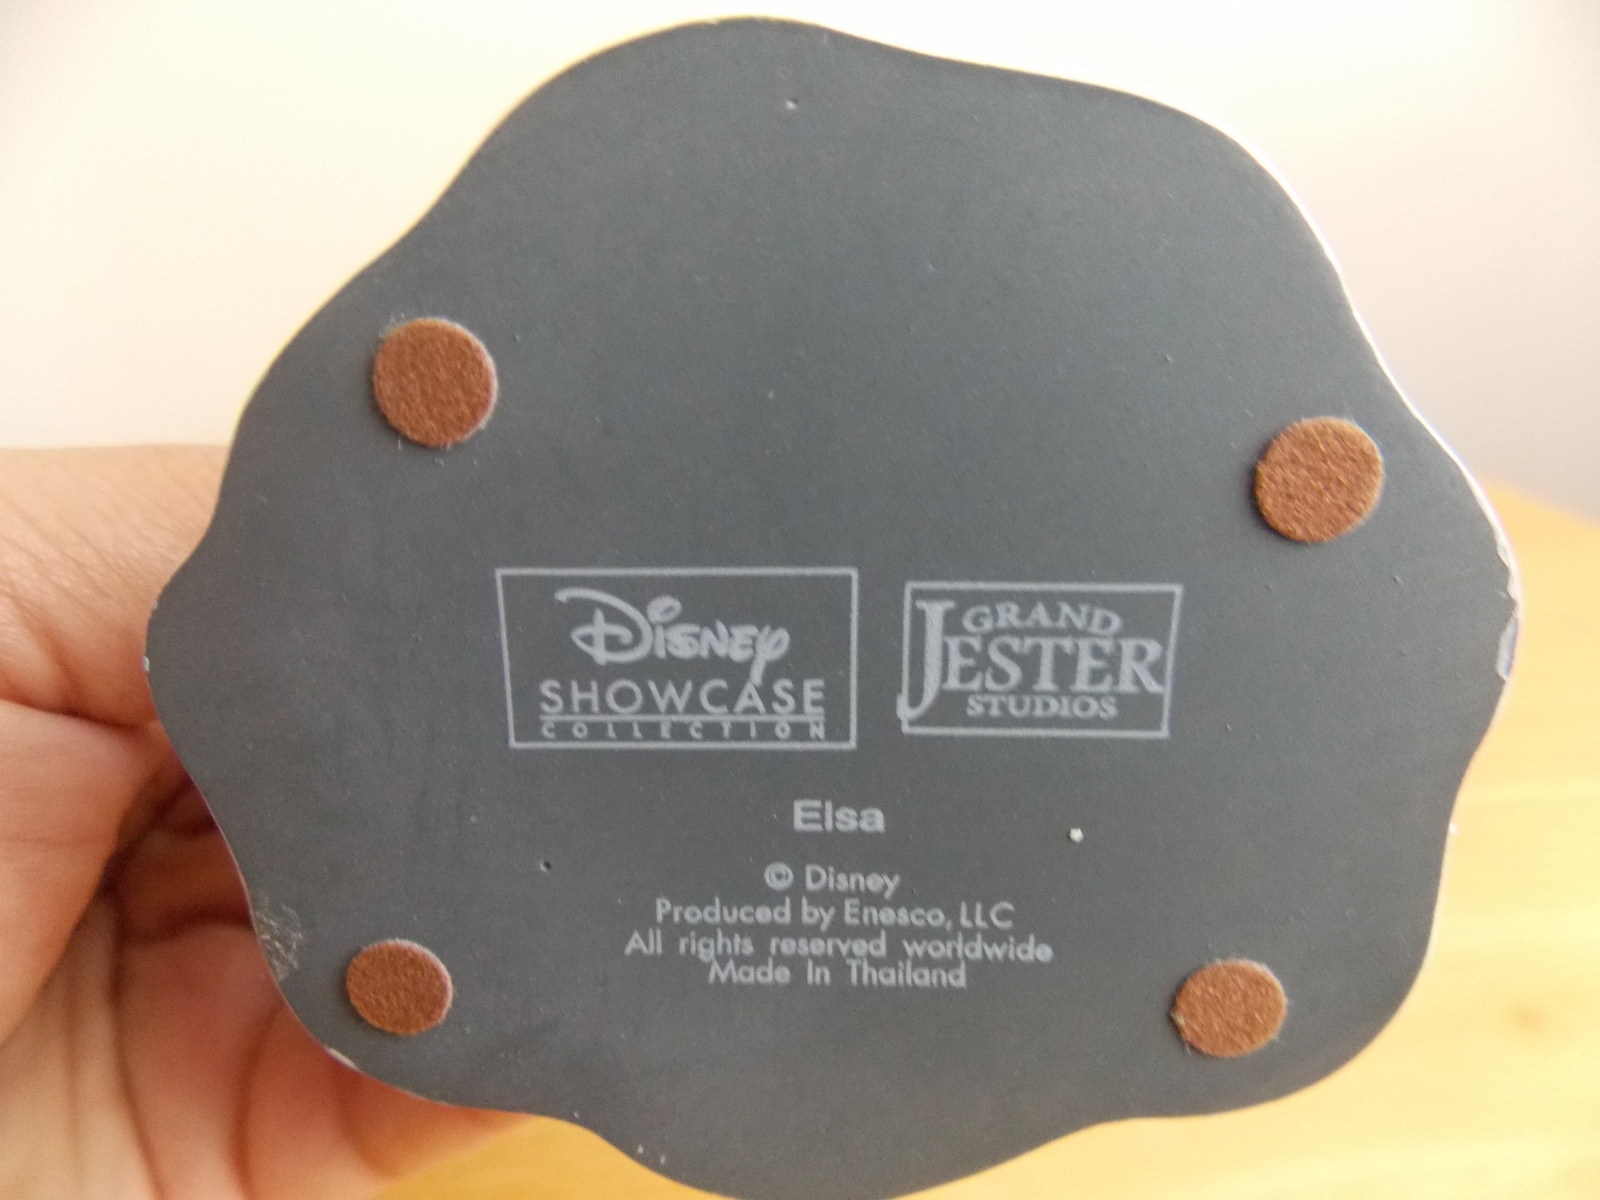 Disney
SHOWCASE
COLLECTION
GRAND
JESTER
STUDIOS
Elsa
© Disney
Produced by Enesco, LLC
All rights reserved worldwide
Made In Thailand